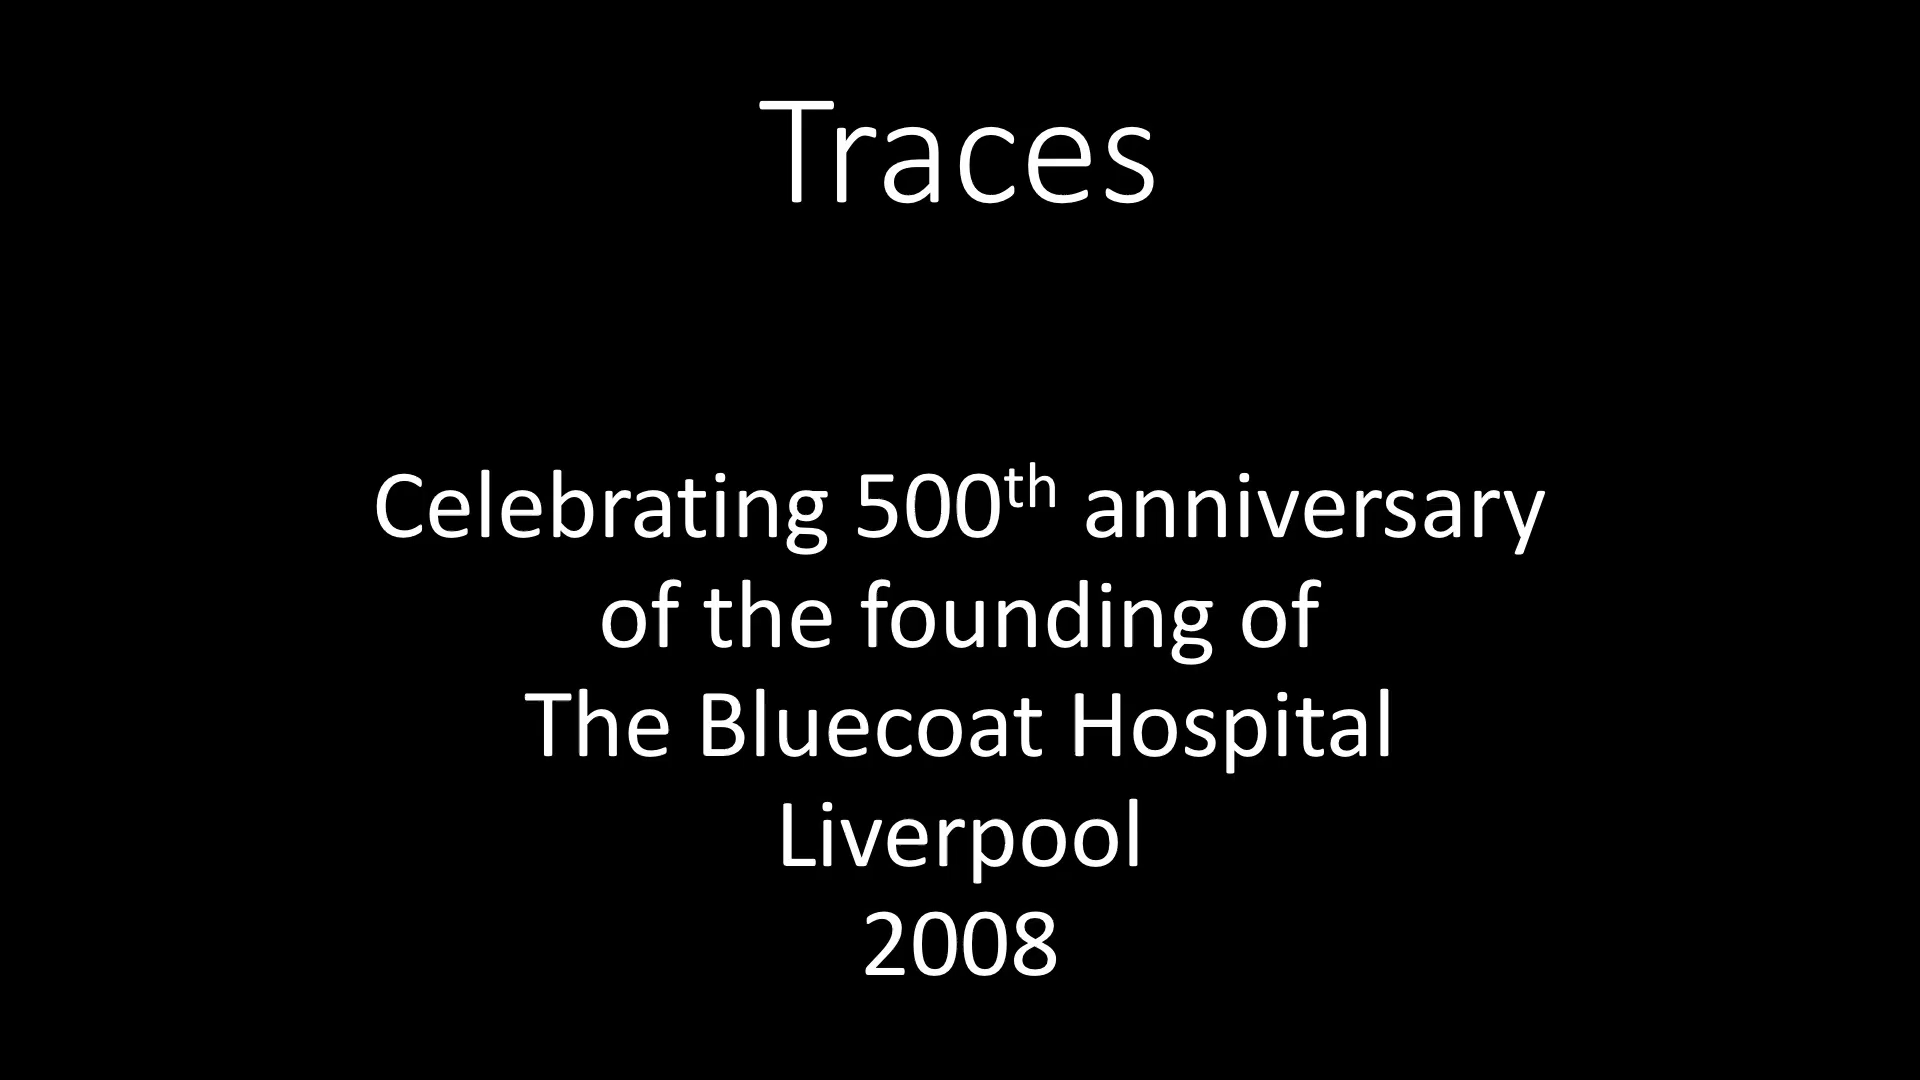 Traces
Celebrating 500th anniversary
of the founding of
The Bluecoat Hospital
Liverpool
2008